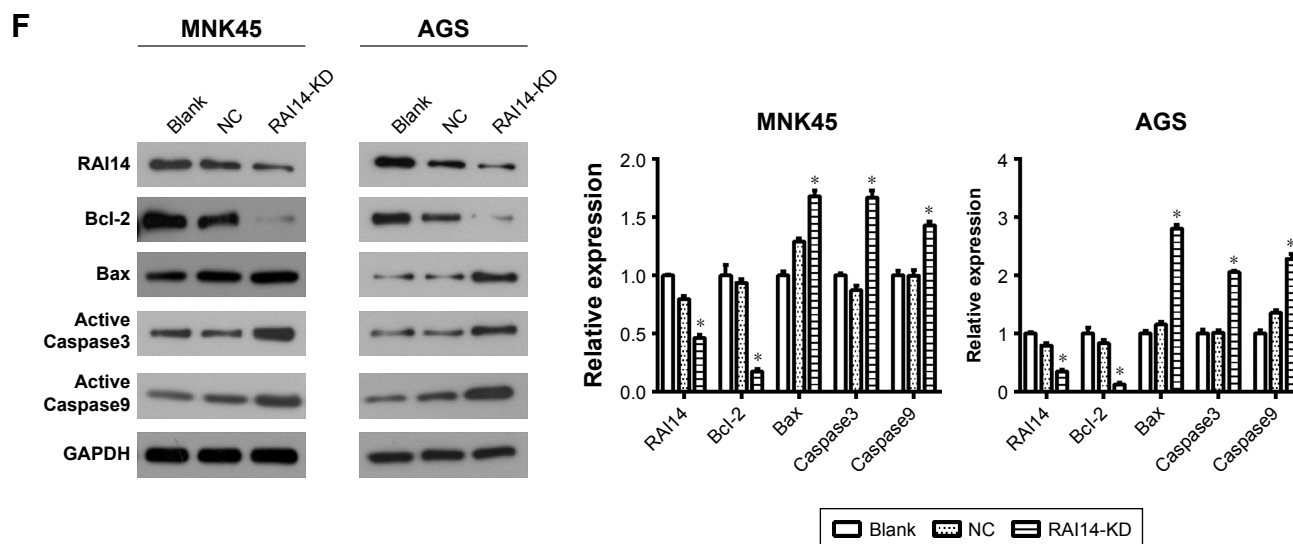 F
MNK45
AGS
Blank
NC
RAI14-KD
Blank
NC
RAI14-KD
RAI14
Bcl-2
Bax
Active
Caspase3
Active
Caspase9
GAPDH
MNK45
Relative expression
2.0
1.5
1.0
0.5
0.0
*
*
*
*
*
RAI14
Bcl-2
Bax
Caspase3
Caspase9
AGS
Relative expression
4
3
2
1
0
*
*
*
*
*
RAI14
Bcl-2
Bax
Caspase3
Caspase9
Blank NC RAI14-KD